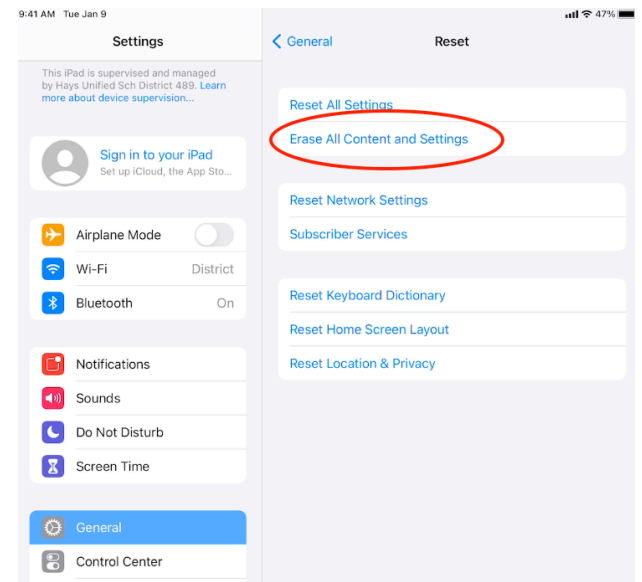 9:41 AM Tue Jan 9
47%
Settings
This iPad is supervised and managed
by Hays Unified Sch District 489. Learn
more about device supervision...
Sign in to your iPad
Set up iCloud, the App Sto...
Airplane Mode
Wi-Fi District
Bluetooth On
Notifications
Sounds
Do Not Disturb
Screen Time
General
Control Center
General
Reset
Reset All Settings
Erase All Content and Settings
Reset Network Settings
Subscriber Services
Reset Keyboard Dictionary
Reset Home Screen Layout
Reset Location & Privacy